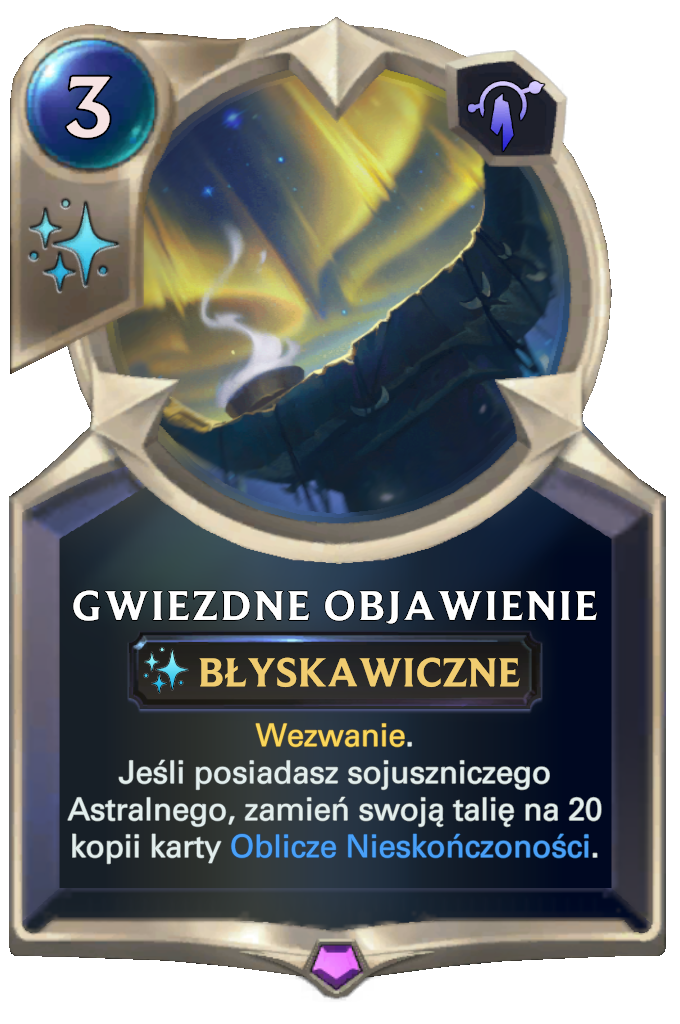 3
GWIEZDNE OBJAWIENIE
BŁYSKAWICZNE
Wezwanie.
Jeśli posiadasz sojuszniczego
Astralnego, zamień swoją talię na 20
kopii karty Oblicze Nieskończoności.